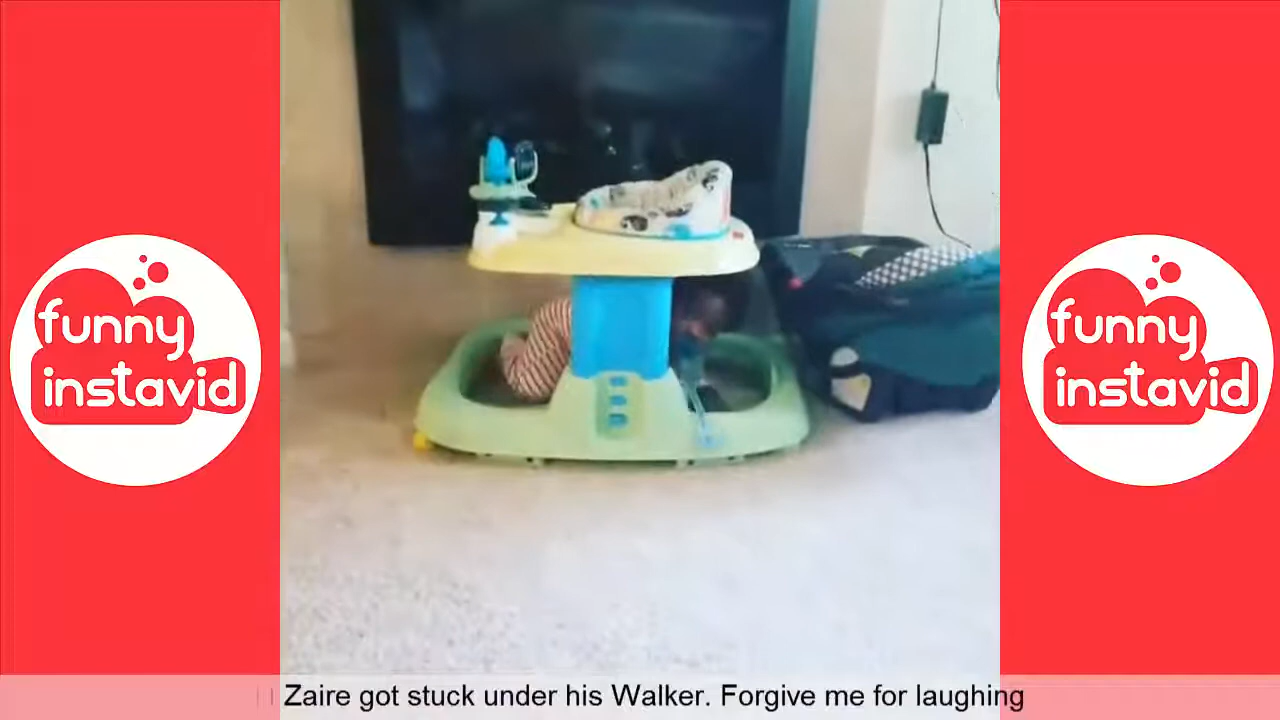 funny
instavid
funny
instavid
Zaire got stuck under his Walker. Forgive me for laughing